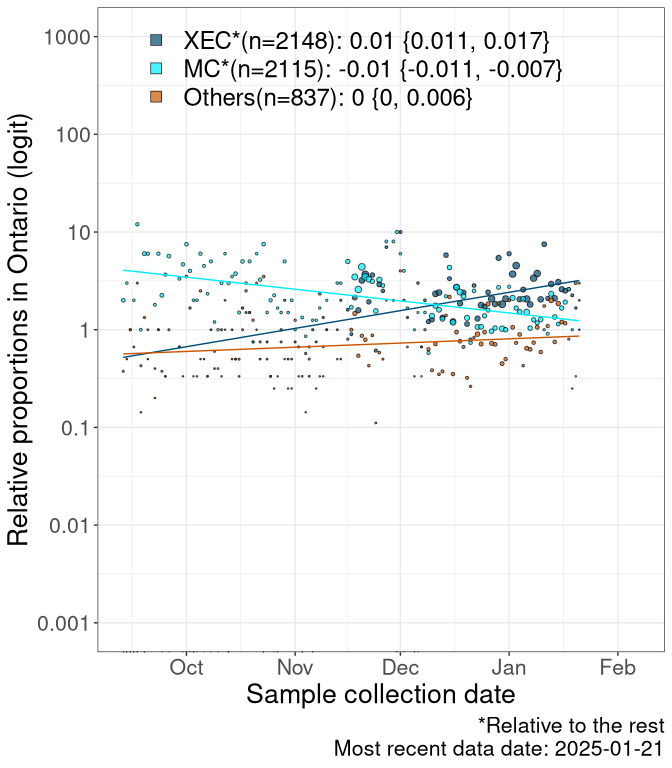 XEC*(n=2148): 0.01 {0.011, 0.017}
MC*(n=2115): -0.01 {-0.011, -0.007}
Others(n=837): 0 {0, 0.006}
1000
100
10
1
0.1
0.01
0.001
Relative proportions in Ontario (logit)
Oct Nov Dec Jan Feb
Sample collection date
*Relative to the rest
Most recent data date: 2025-01-21